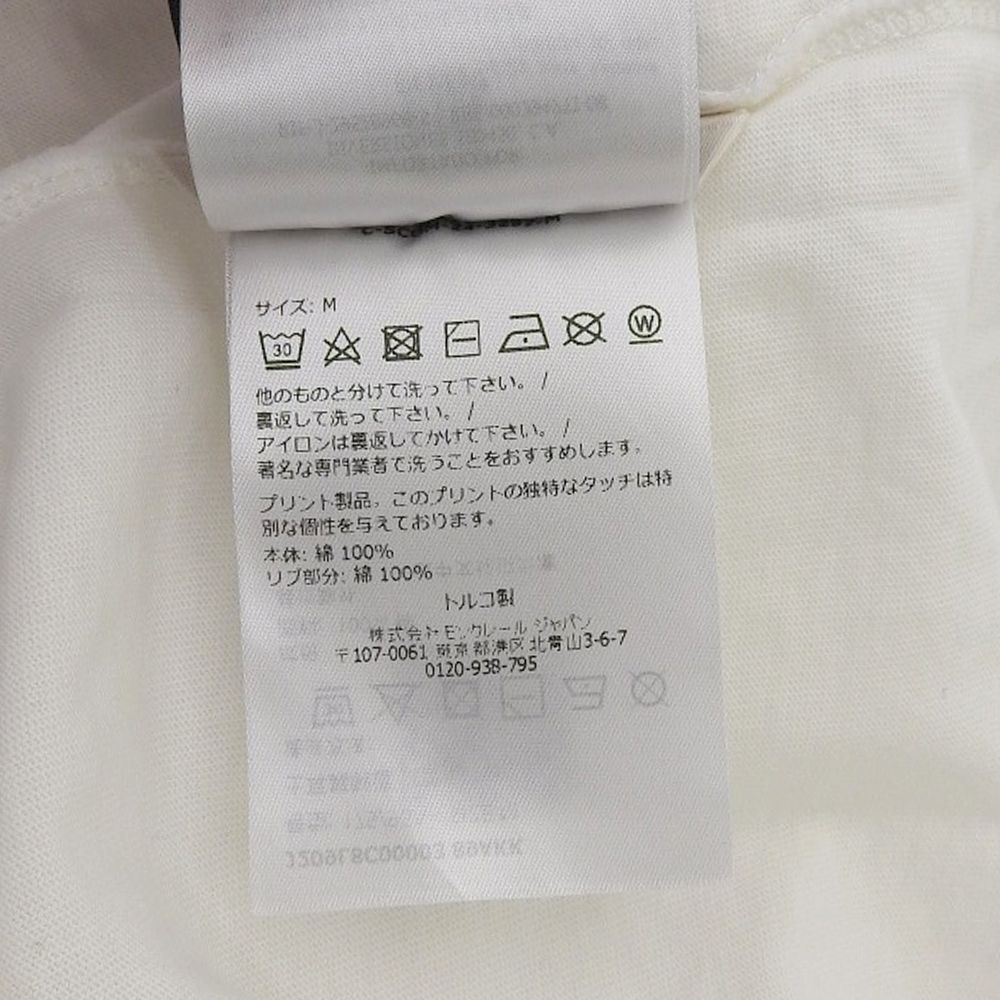 サイズ: M
30
W
他のものと分けて洗って下さい。 /
裏返して洗って下さい。 /
アイロンは裏返してかけて下さい。 /
著名な専門業者で洗うことをおすすめします。
プリント製品。このプリントの独特なタッチは特
別な個性を与えております。
本体: 綿 100%
リブ部分: 綿 100%
トルコ製
株式会社モンクレール ジャパン
〒107-0061 東京都港区北青山3-6-7
0120-938-795
J209L8C00003 89AKK